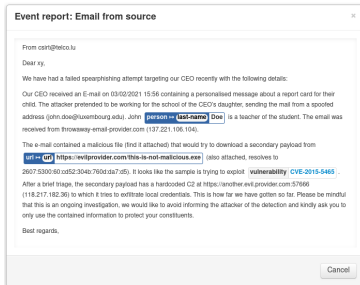 Event report: Email from source
×
From csirt@telco.lu
Dear xy,
We have had a failed spearphishing attempt targeting our CEO recently with the following details:
Our CEO received an E-mail on 03/02/2021 15:56 containing a personalised message about a report card for their
child. The attacker pretended to be working for the school of the CEO's daughter, sending the mail from a spoofed
address (john.doe@luxembourg.edu). John person ↦ last-name Doe is a teacher of the student. The email was
received from throwaway-email-provider.com (137.221.106.104).
The e-mail contained a malicious file (find it attached) that would try to download a secondary payload from
url ↦ url https://evilprovider.com/this-is-not-malicious.exe (also attached, resolves to
2607:5300:60:cd52:304b:760d:da7:d5). It looks like the sample is trying to exploit vulnerability CVE-2015-5465 .
After a brief triage, the secondary payload has a hardcoded C2 at https://another.evil.provider.com:57666
(118.217.182.36) to which it tries to exfiltrate local credentials. This is how far we have gotten so far. Please be mindful
that this is an ongoing investigation, we would like to avoid informing the attacker of the detection and kindly ask you to
only use the contained information to protect your constituents.
Best regards,
Cancel